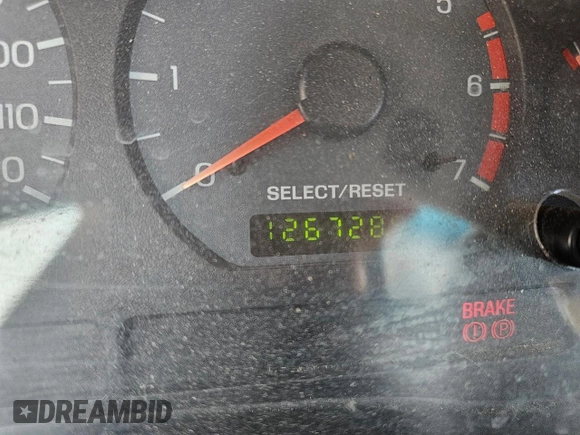 5
00
1
6
110
0
0
7
SELECT/RESET
126728
BRAKE
(!) (P)
DREAMBID